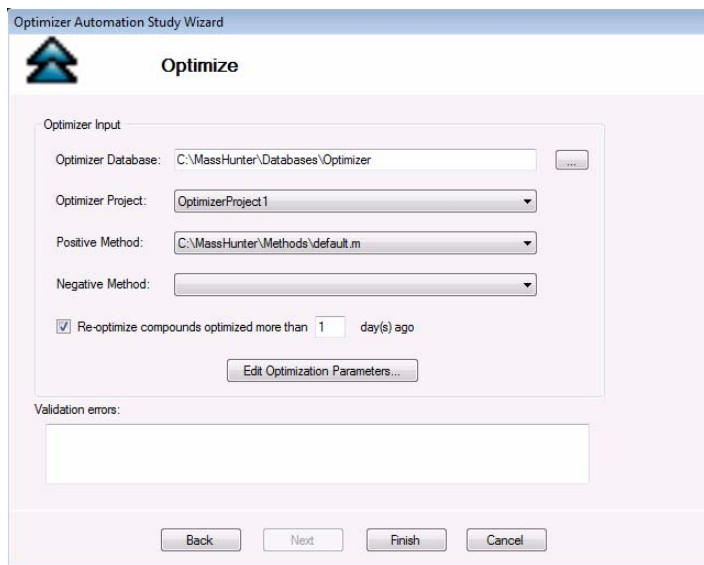 Optimizer Automation Study Wizard
Optimize
Optimizer Input
Optimizer Database: C:\MassHunter\Databases\Optimizer ...
Optimizer Project: OptimizerProject1
Positive Method: C:\MassHunter\Methods\default.m
Negative Method:
Re-optimize compounds optimized more than 1 day(s) ago
Edit Optimization Parameters...
Validation errors:
Back Next Finish Cancel